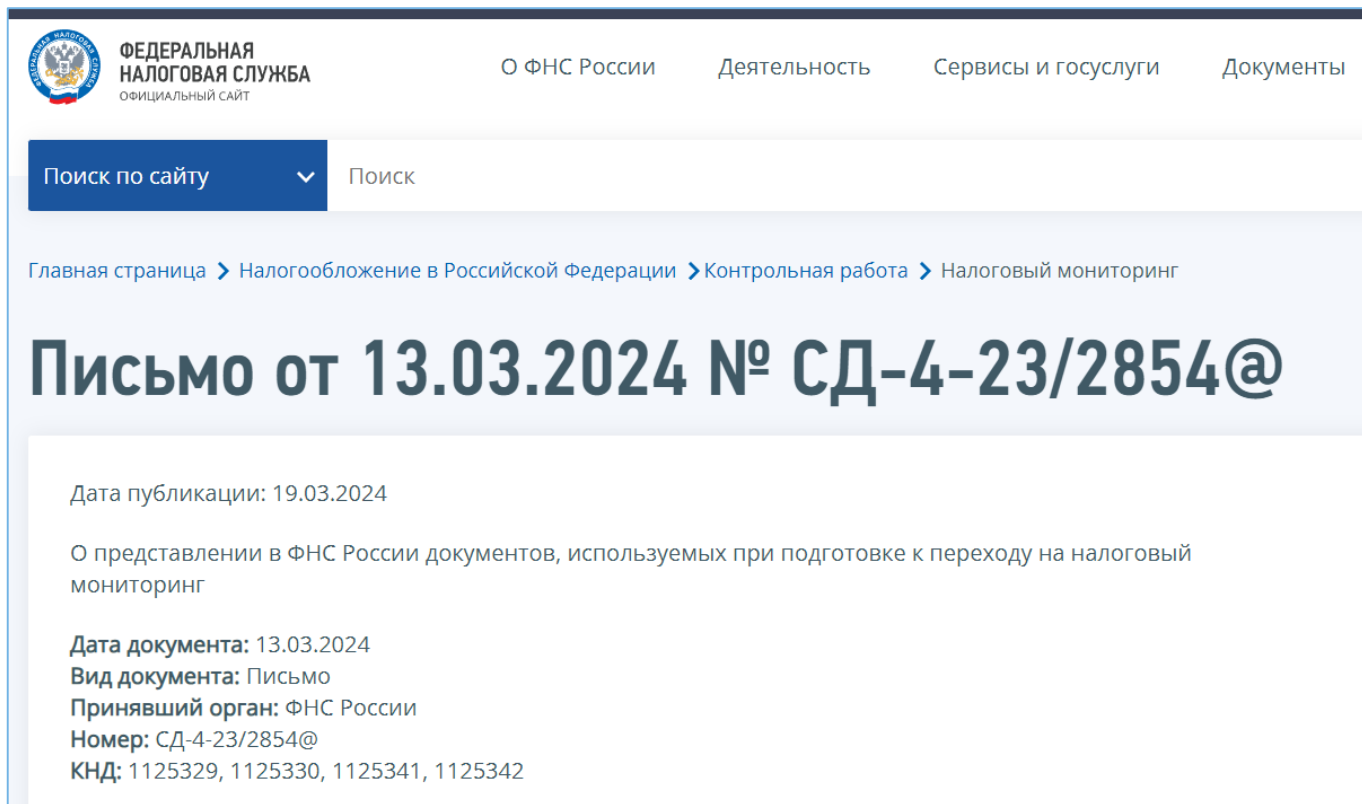 ФЕДЕРАЛЬНАЯ
НАЛОГОВАЯ СЛУЖБА
ОФИЦИАЛЬНЫЙ САЙТ
О ФНС России Деятельность Сервисы и госуслуги Документы
Поиск по сайту Поиск
Главная страница > Налогообложение в Российской Федерации > Контрольная работа > Налоговый мониторинг
Письмо от 13.03.2024 № СД-4-23/2854@
Дата публикации: 19.03.2024
О представлении в ФНС России документов, используемых при подготовке к переходу на налоговый
мониторинг
Дата документа: 13.03.2024
Вид документа: Письмо
Принявший орган: ФНС России
Номер: СД-4-23/2854@
КНД: 1125329, 1125330, 1125341, 1125342